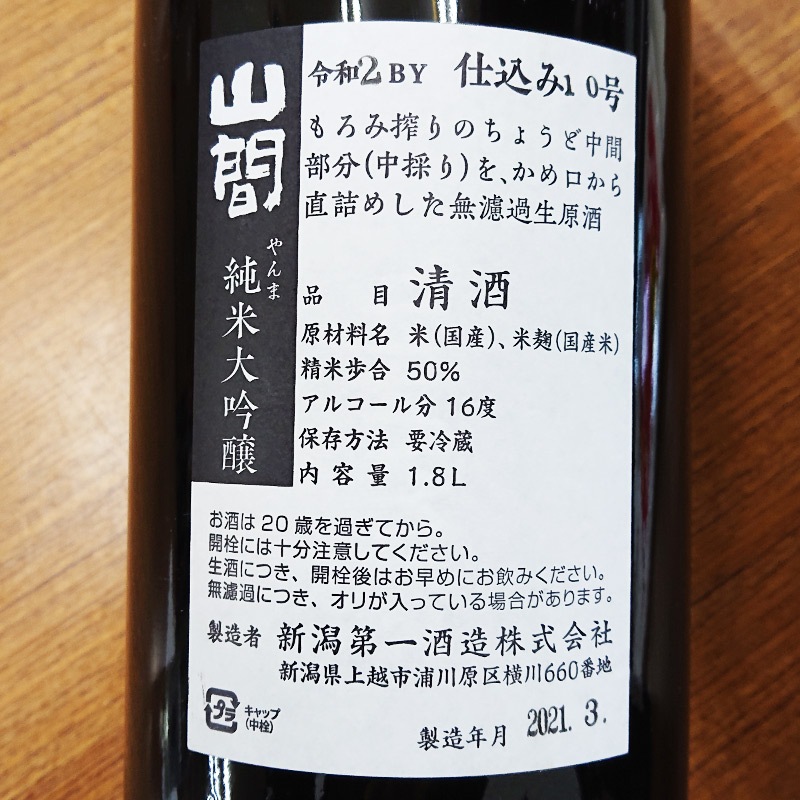 山間
やんま
純米大吟醸
令和2BY 仕込み10号
もろみ搾りのちょうど中間
部分(中採り)を、かめ口から
直詰めした無濾過生原酒
品 目 清酒
原材料名 米(国産)、米麹(国産米)
精米歩合 50%
アルコール分 16度
保存方法 要冷蔵
内容量 1.8L
お酒は20歳を過ぎてから。
開栓には十分注意してください。
生酒につき、開栓後はお早めにお飲みください。
無濾過につき、オリが入っている場合があります。
製造者 新潟第一酒造株式会社
新潟県上越市浦川原区横川660番地
プラ
キャップ
(中栓)
製造年月 2021. 3.